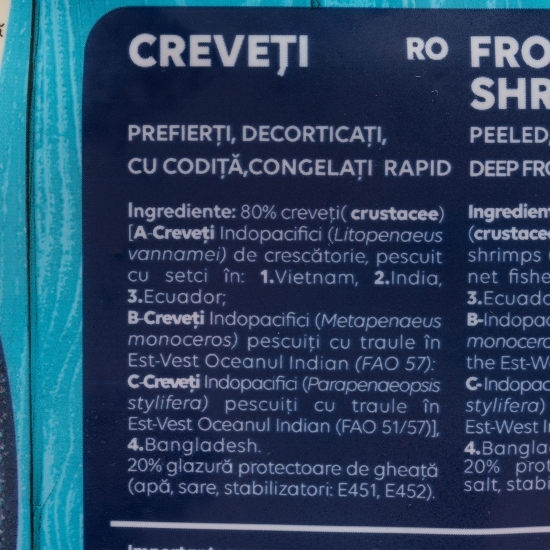 CREVEȚI
RO
PREFIERȚI, DECORTICAȚI,
CU CODIȚĂ,CONGELAȚI RAPID
Ingrediente: 80% creveți( crustacee)
[A-Creveți Indopacifici (Litopenaeus
vannamei) de crescătorie, pescuit
cu setci în: 1.Vietnam, 2.India,
3.Ecuador;
B-Creveți Indopacifici (Metapenaeus
monoceros) pescuiți cu traule în
Est-Vest Oceanul Indian (FAO 57):
C-Creveți Indopacifici (Parapenaeopsis
stylifera) pescuiți cu traule în
Est-Vest Oceanul Indian (FAO 51/57)],
4.Bangladesh.
20% glazură protectoare de gheață
(apă, sare, stabilizatori: E451, E452).
FRO
SHR
PEELED,
DEEP FRO
Ingredien
(crustace
shrimps (
net fishe
3.Ecuado
B-Indopac
monocero
the Est-W
C- Indopac
stylifera)
Est-West I
4.Bangla
20% prot
salt, stabi